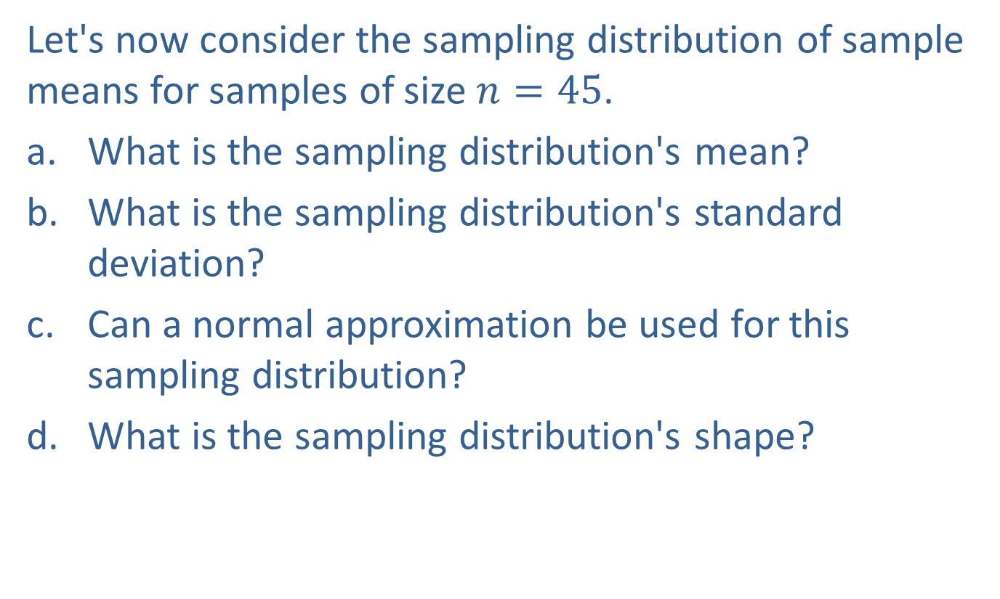 Let's now consider the sampling distribution of sample
means for samples of size n = 45.
a. What is the sampling distribution's mean?
b. What is the sampling distribution's standard
deviation?
c. Can a normal approximation be used for this
sampling distribution?
d. What is the sampling distribution's shape?